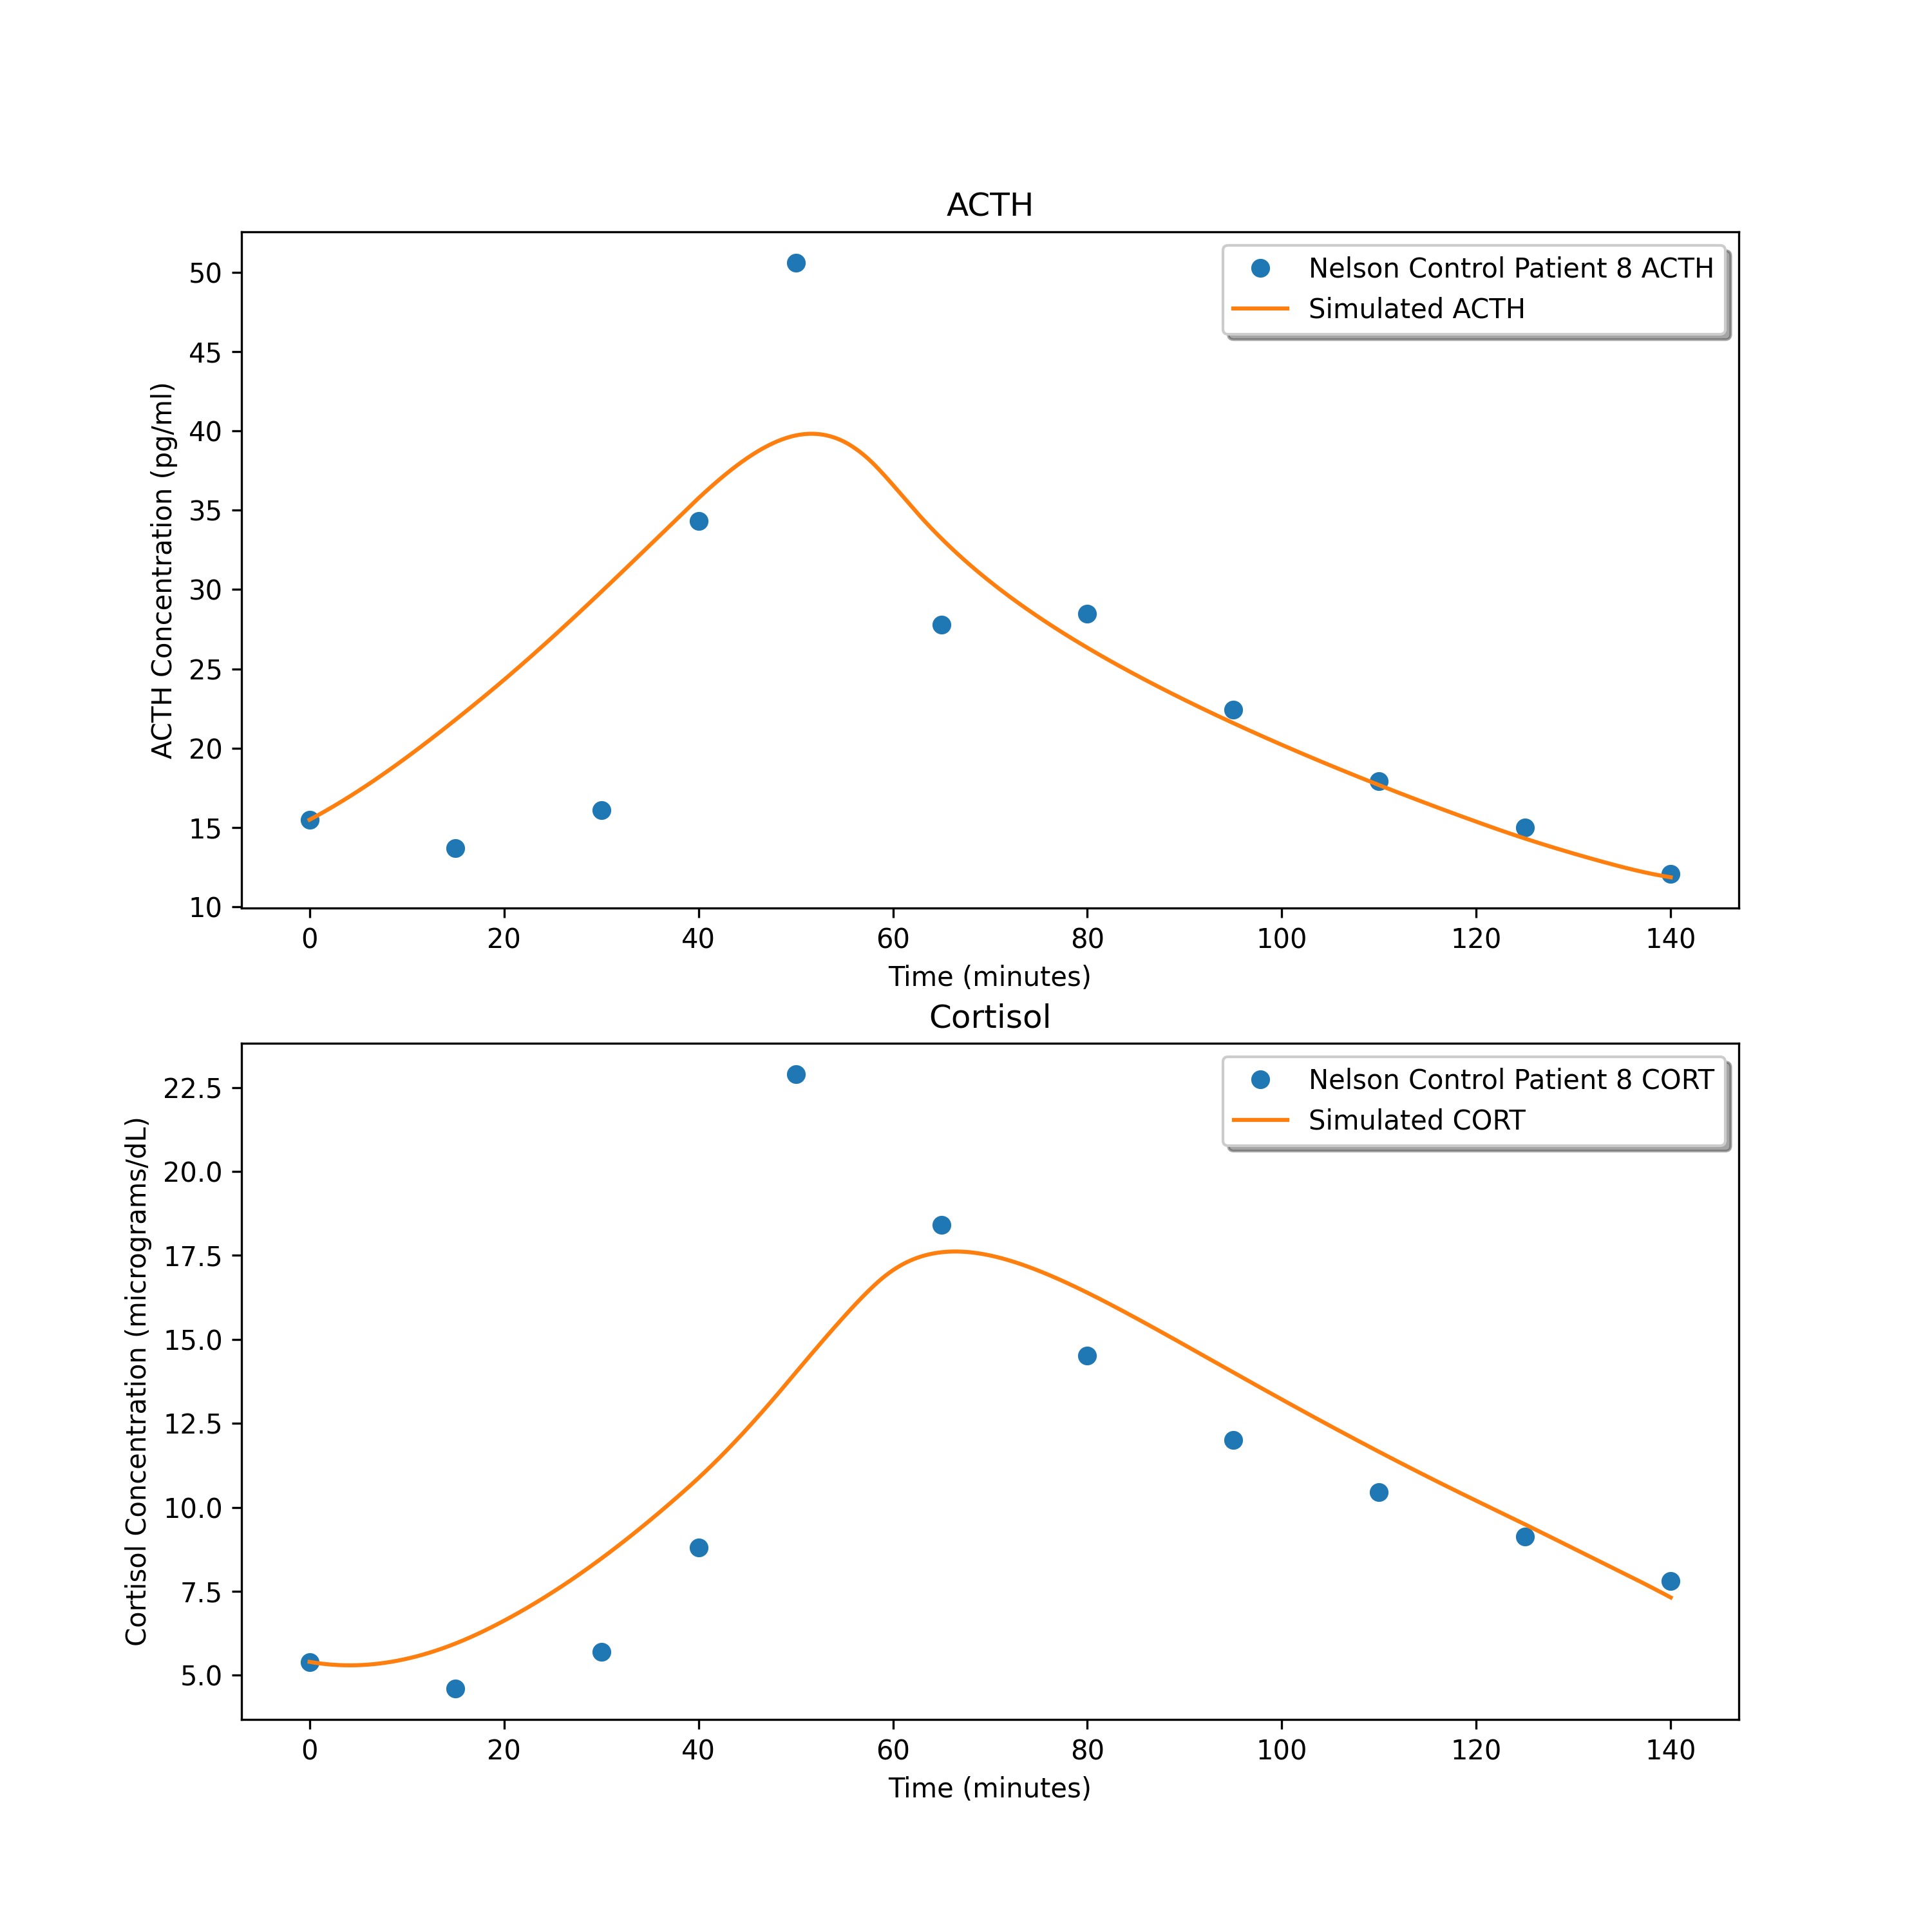 ACTH
Nelson Control Patient 8 ACTH
Simulated ACTH
ACTH Concentration (pg/ml)
50
45
40
35
30
25
20
15
10
0 20 40 60 80 100 120 140
Time (minutes)
Cortisol
Nelson Control Patient 8 CORT
Simulated CORT
Cortisol Concentration (micrograms/dL)
22.5
20.0
17.5
15.0
12.5
10.0
7.5
5.0
0 20 40 60 80 100 120 140
Time (minutes)